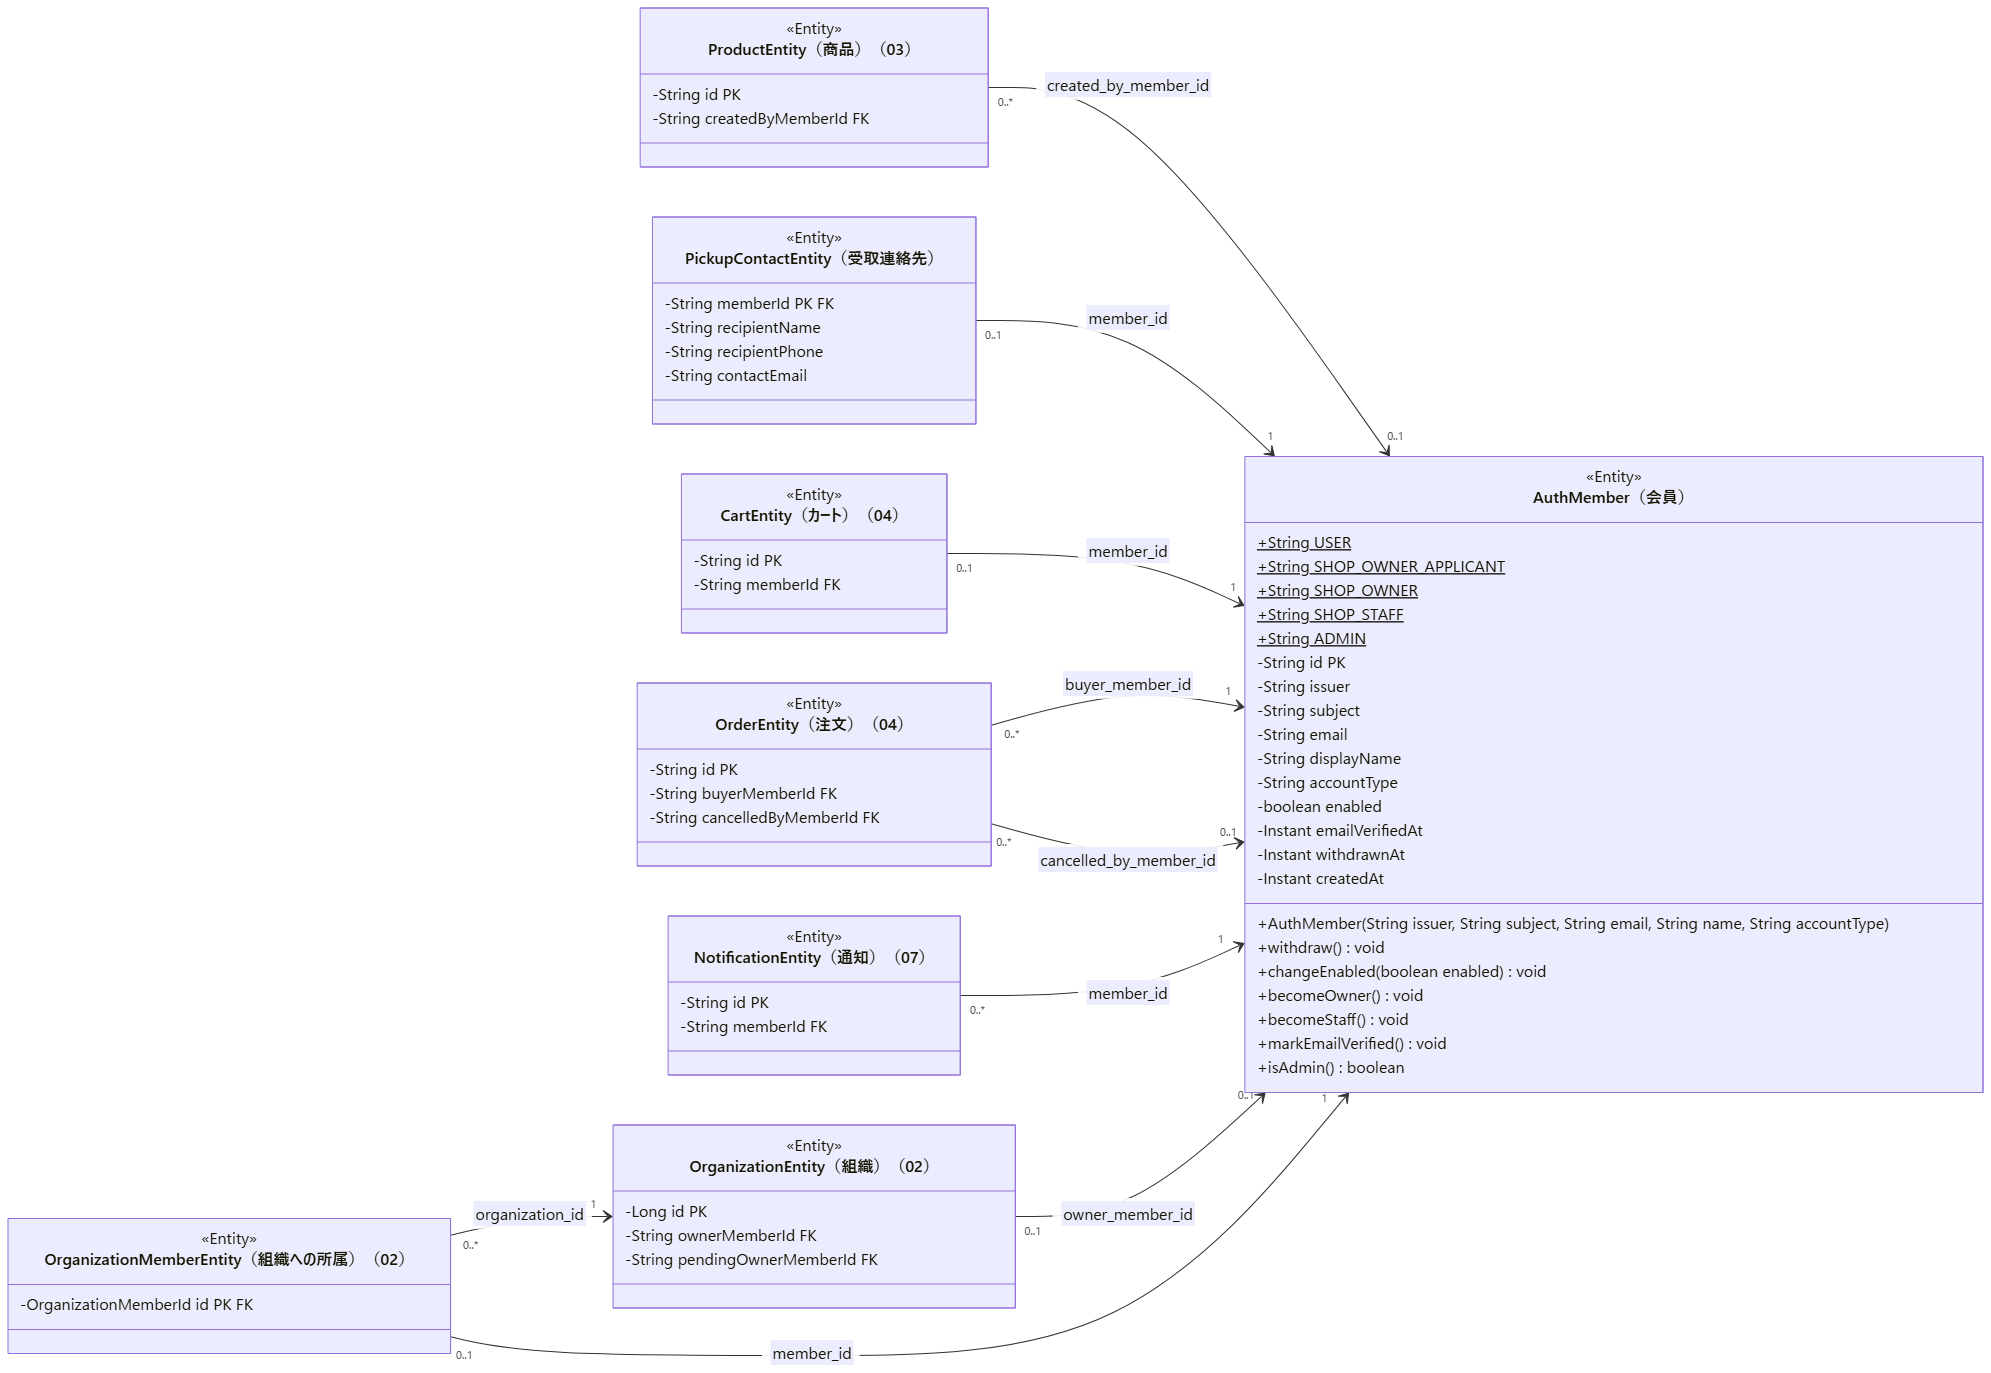 «Entity»
ProductEntity（商品）（03）
-String id PK
-String createdByMemberId FK
0..*
created_by_member_id
0..1
«Entity»
PickupContactEntity（受取連絡先）
-String memberId PK FK
-String recipientName
-String recipientPhone
-String contactEmail
0..1
member_id
1
«Entity»
CartEntity（カート）（04）
-String id PK
-String memberId FK
0..1
member_id
1
«Entity»
OrderEntity（注文）（04）
-String id PK
-String buyerMemberId FK
-String cancelledByMemberId FK
0..*
buyer_member_id
1
0..*
cancelled_by_member_id
0..1
«Entity»
NotificationEntity（通知）（07）
-String id PK
-String memberId FK
0..*
member_id
1
«Entity»
OrganizationEntity（組織）（02）
-Long id PK
-String ownerMemberId FK
-String pendingOwnerMemberId FK
0..1
owner_member_id
0..1
«Entity»
OrganizationMemberEntity（組織への所属）（02）
-OrganizationMemberId id PK FK
0..*
organization_id
1
0..1
member_id
1
«Entity»
AuthMember（会員）
+String USER
+String SHOP_OWNER_APPLICANT
+String SHOP_OWNER
+String SHOP_STAFF
+String ADMIN
-String id PK
-String issuer
-String subject
-String email
-String displayName
-String accountType
-boolean enabled
-Instant emailVerifiedAt
-Instant withdrawnAt
-Instant createdAt
+AuthMember(String issuer, String subject, String email, String name, String accountType)
+withdraw() : void
+changeEnabled(boolean enabled) : void
+becomeOwner() : void
+becomeStaff() : void
+markEmailVerified() : void
+isAdmin() : boolean